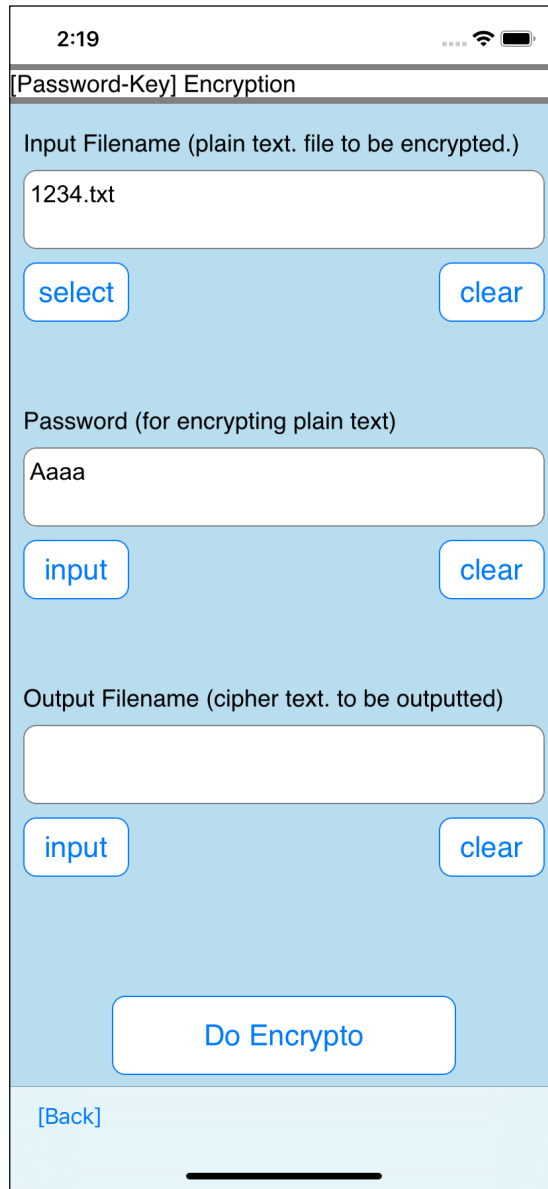 2:19
[Password-Key] Encryption
Input Filename (plain text. file to be encrypted.)
1234.txt
select clear
Password (for encrypting plain text)
Aaaa
input clear
Output Filename (cipher text. to be outputted)
input clear
Do Encrypto
[Back]